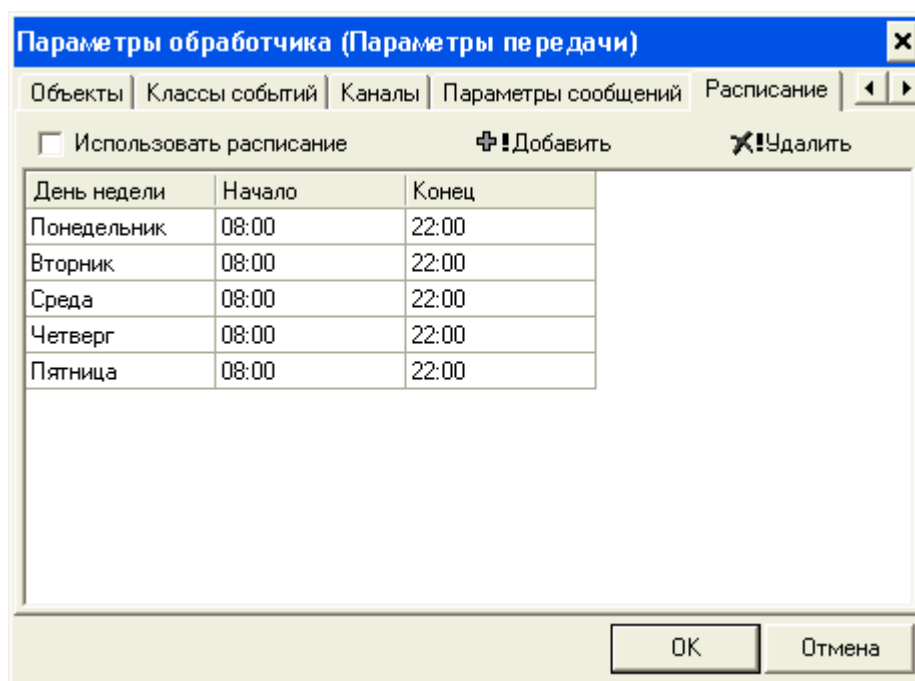 Параметры обработчика (Параметры передачи)
Объекты Классы событий Каналы Параметры сообщений Расписание
Использовать расписание !Добавить !Удалить
День недели Начало Конец
Понедельник 08:00 22:00
Вторник 08:00 22:00
Среда 08:00 22:00
Четверг 08:00 22:00
Пятница 08:00 22:00
OK Отмена